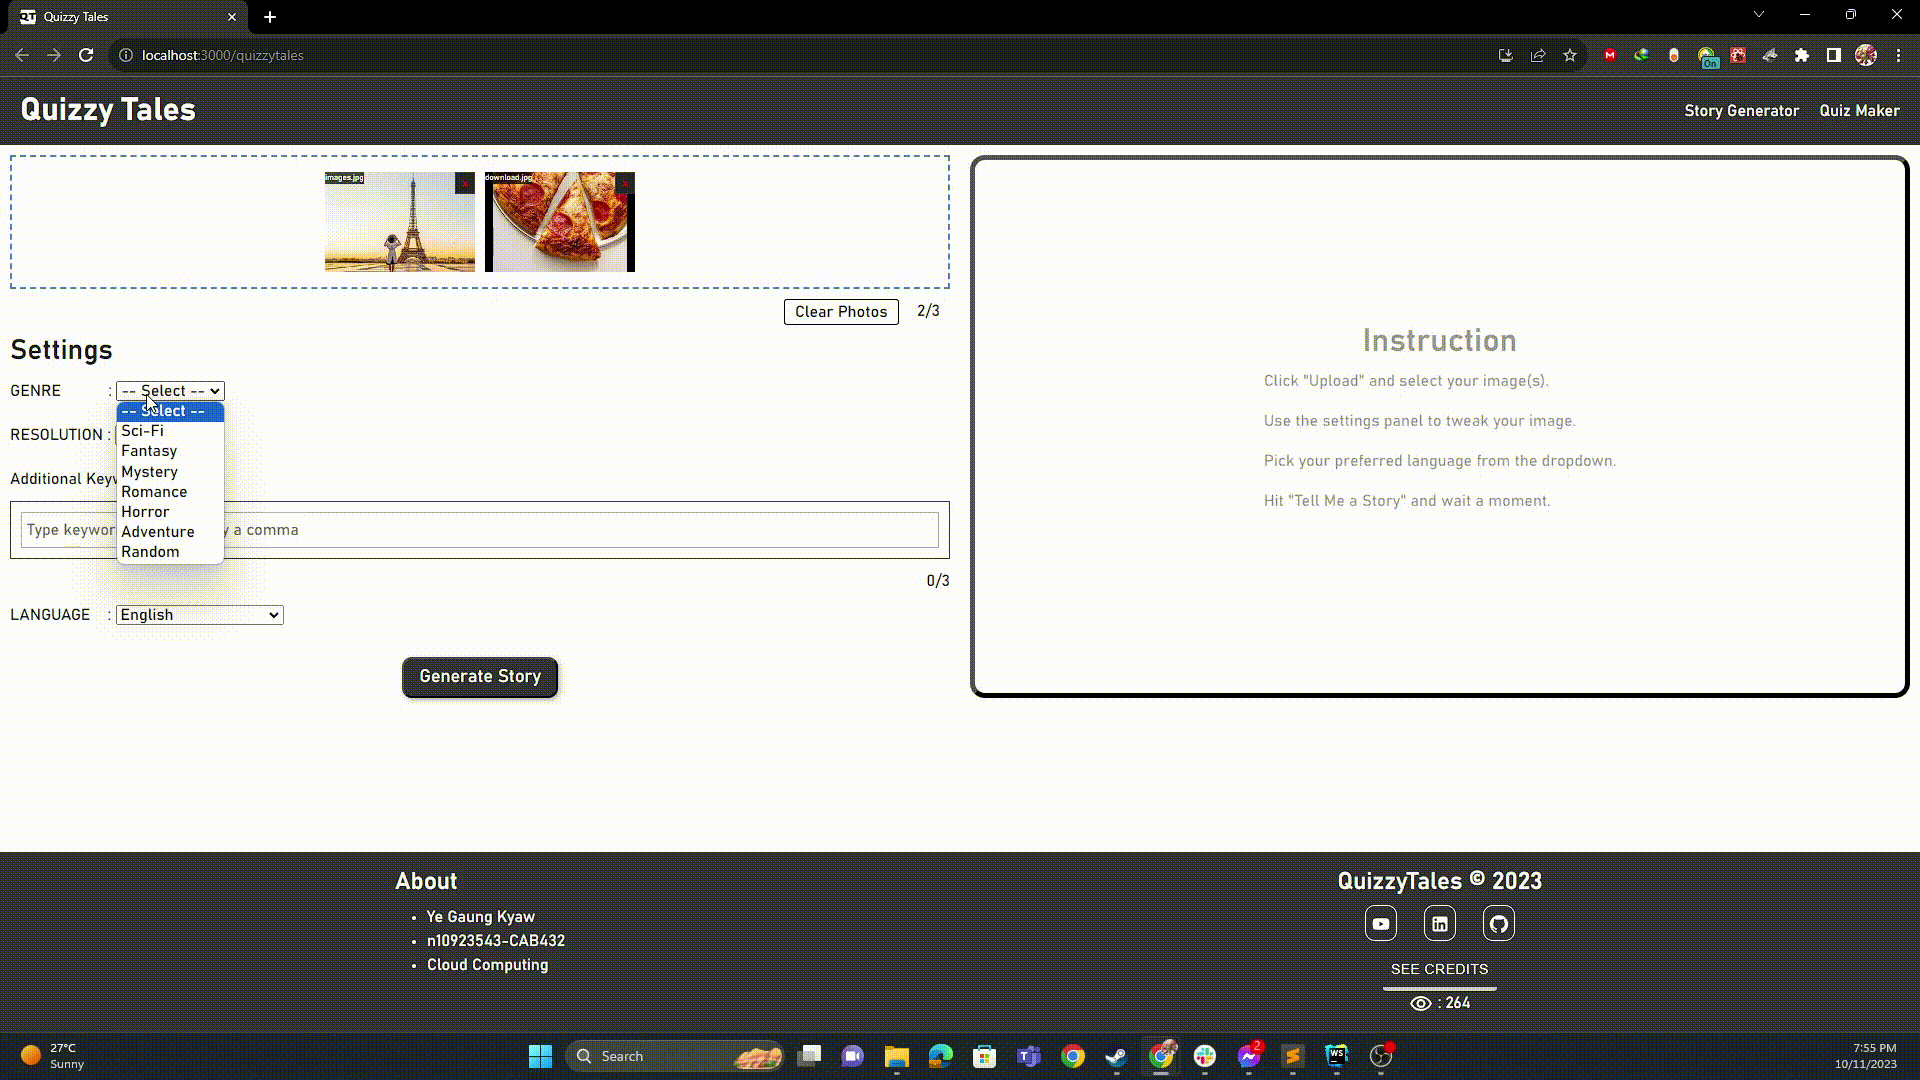 Quizzy Tales
localhost:3000/quizzytales
On
Quizzy Tales
Story Generator
Quiz Maker
images.jpg
x
download.jpg
x
Clear Photos
2/3
Settings
GENRE : -- Select --
-- Select --
Sci-Fi
Fantasy
Mystery
Romance
Horror
Adventure
Random
RESOLUTION :
Additional Keyw
Type keywor y a comma
0/3
LANGUAGE : English
Generate Story
Instruction
Click "Upload" and select your image(s).
Use the settings panel to tweak your image.
Pick your preferred language from the dropdown.
Hit "Tell Me a Story" and wait a moment.
About
• Ye Gaung Kyaw
• n10923543-CAB432
• Cloud Computing
QuizzyTales © 2023
SEE CREDITS
: 264
27°C
Sunny
Search
2
WS
7:55 PM
10/11/2023